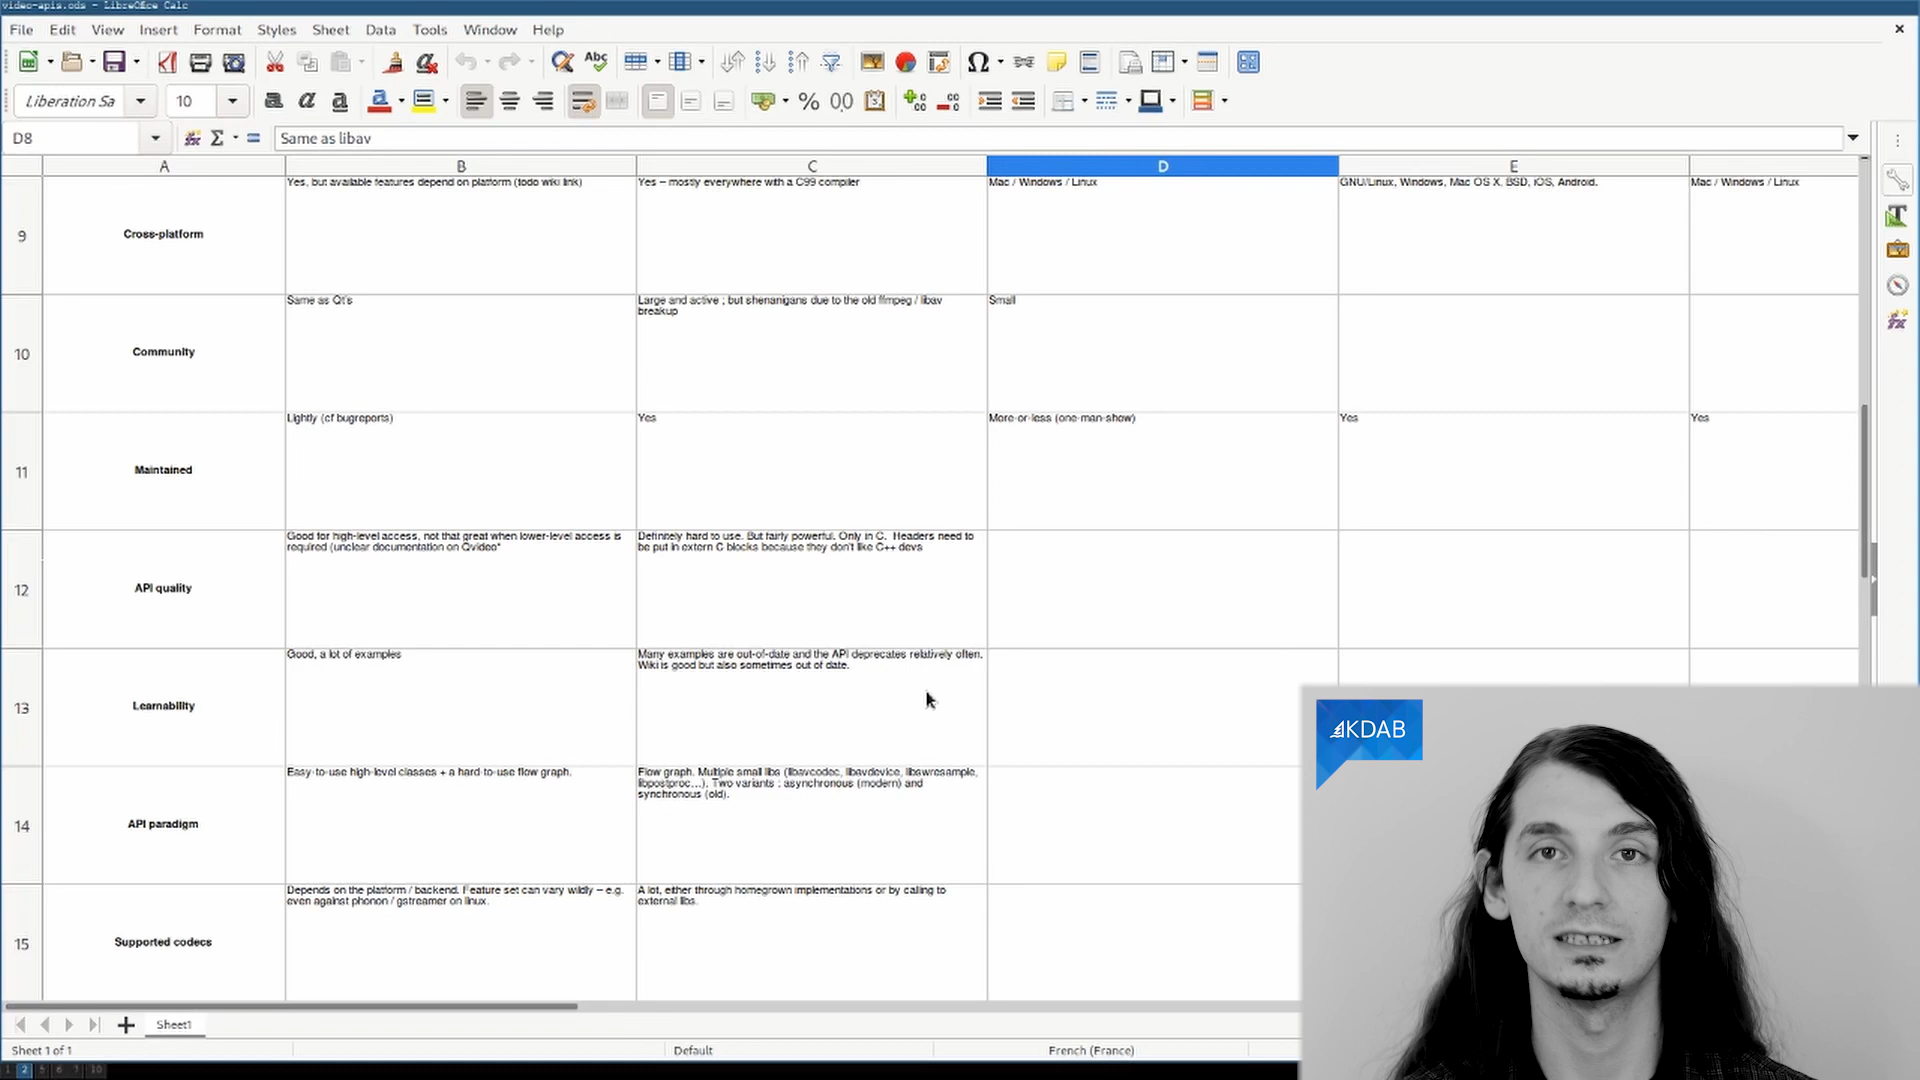 video-apis.ods - LibreOffice Calc
File Edit View Insert Format Styles Sheet Data Tools Window Help
Liberation Sa 10
D8 Same as libav
A B C D E
9 Cross-platform
Yes, but available features depend on platform (todo wiki link)
Yes – mostly everywhere with a C99 compiler
Mac / Windows / Linux
GNU/Linux, Windows, Mac OS X, BSD, iOS, Android.
Mac / Windows / Linux
10 Community
Same as Qt's
Large and active ; but shenanigans due to the old ffmpeg / libav
breakup
Small
11 Maintained
Lightly (cf bugreports)
Yes
More-or-less (one-man-show)
Yes
Yes
12 API quality
Good for high-level access, not that great when lower-level access is
required (unclear documentation on Qvideo*
Definitely hard to use. But fairly powerful. Only in C. Headers need to
be put in extern C blocks because they don't like C++ devs
13 Learnability
Good, a lot of examples
Many examples are out-of-date and the API deprecates relatively often.
Wiki is good but also sometimes out of date.
14 API paradigm
Easy-to-use high-level classes + a hard-to-use flow graph.
Flow graph. Multiple small libs (libavcodec, libavdevice, libswresample,
libpostproc...). Two variants : asynchronous (modern) and
synchronous (old).
15 Supported codecs
Depends on the platform / backend. Feature set can vary wildly – e.g.
even against phonon / gstreamer on linux.
A lot, either through homegrown implementations or by calling to
external libs.
KDAB
Sheet1
Sheet 1 of 1 Default French (France)
1 2 5 6 7 10